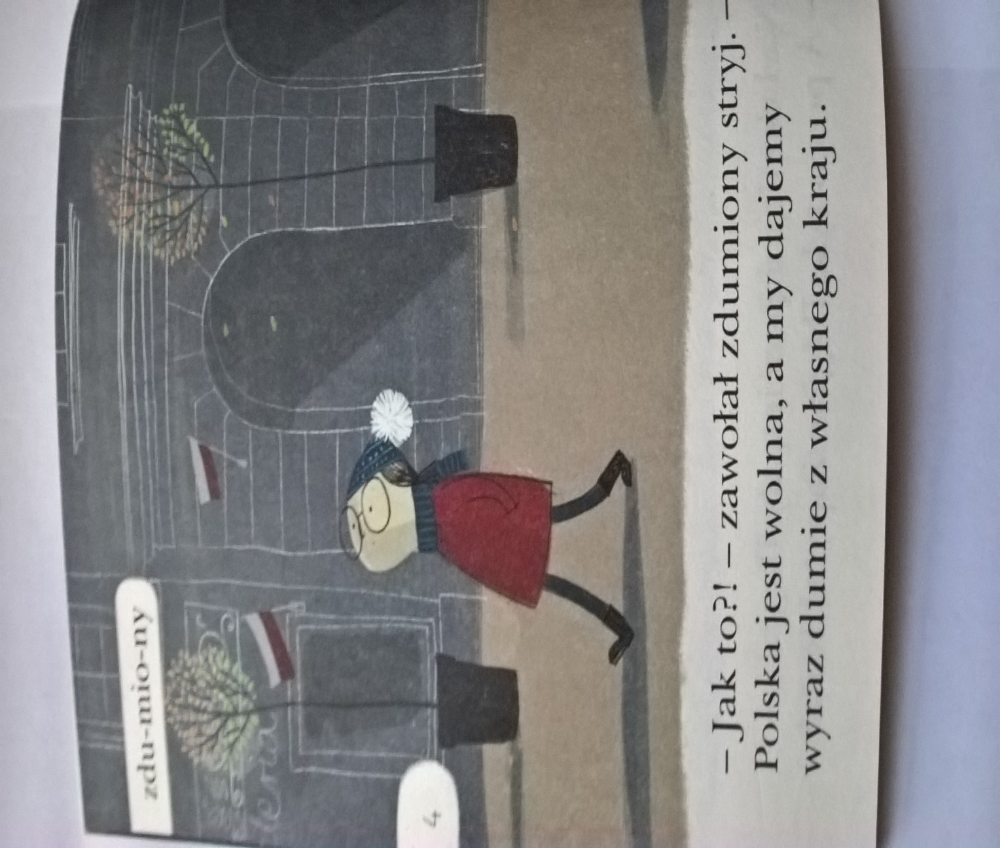 zdu-mio-ny
4
– Jak to?! – zawołał zdumiony stryj. –
Polska jest wolna, a my dajemy
wyraz dumie z własnego kraju.